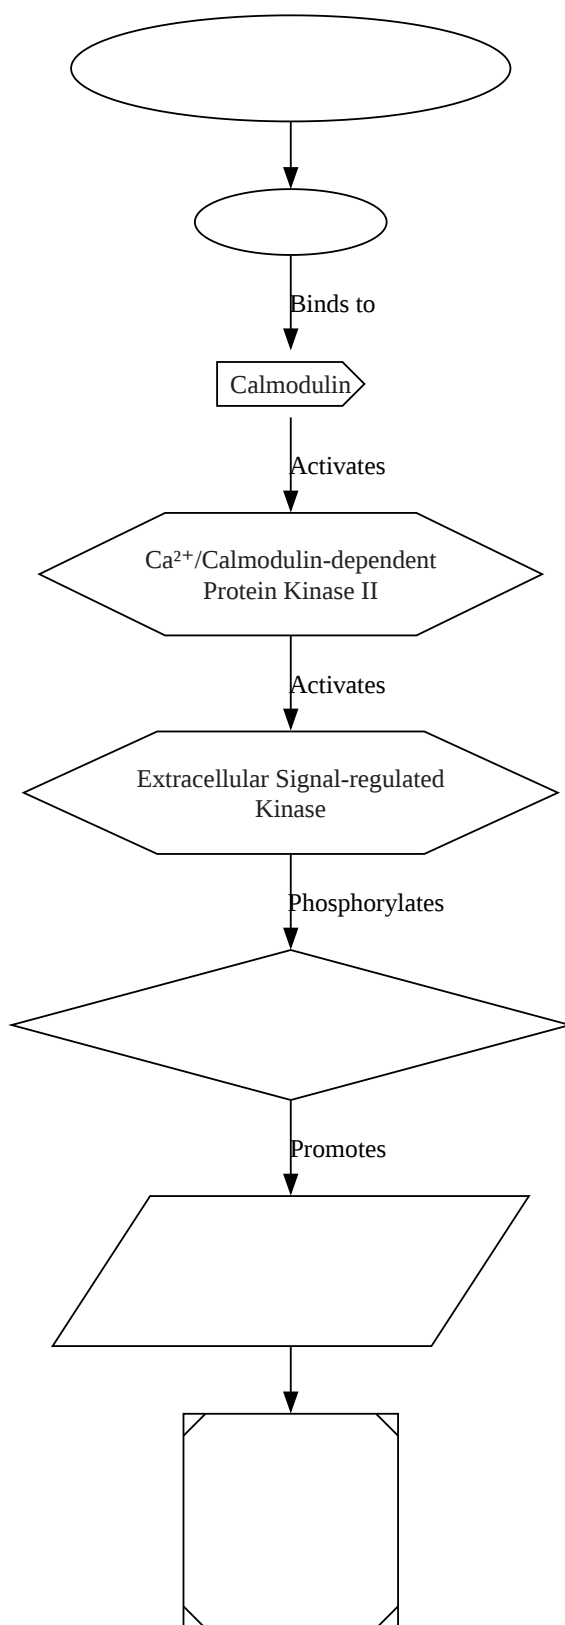 Binds to
Calmodulin
Activates
Ca²⁺/Calmodulin-dependent
Protein Kinase II
Activates
Extracellular Signal-regulated
Kinase
Phosphorylates
Promotes